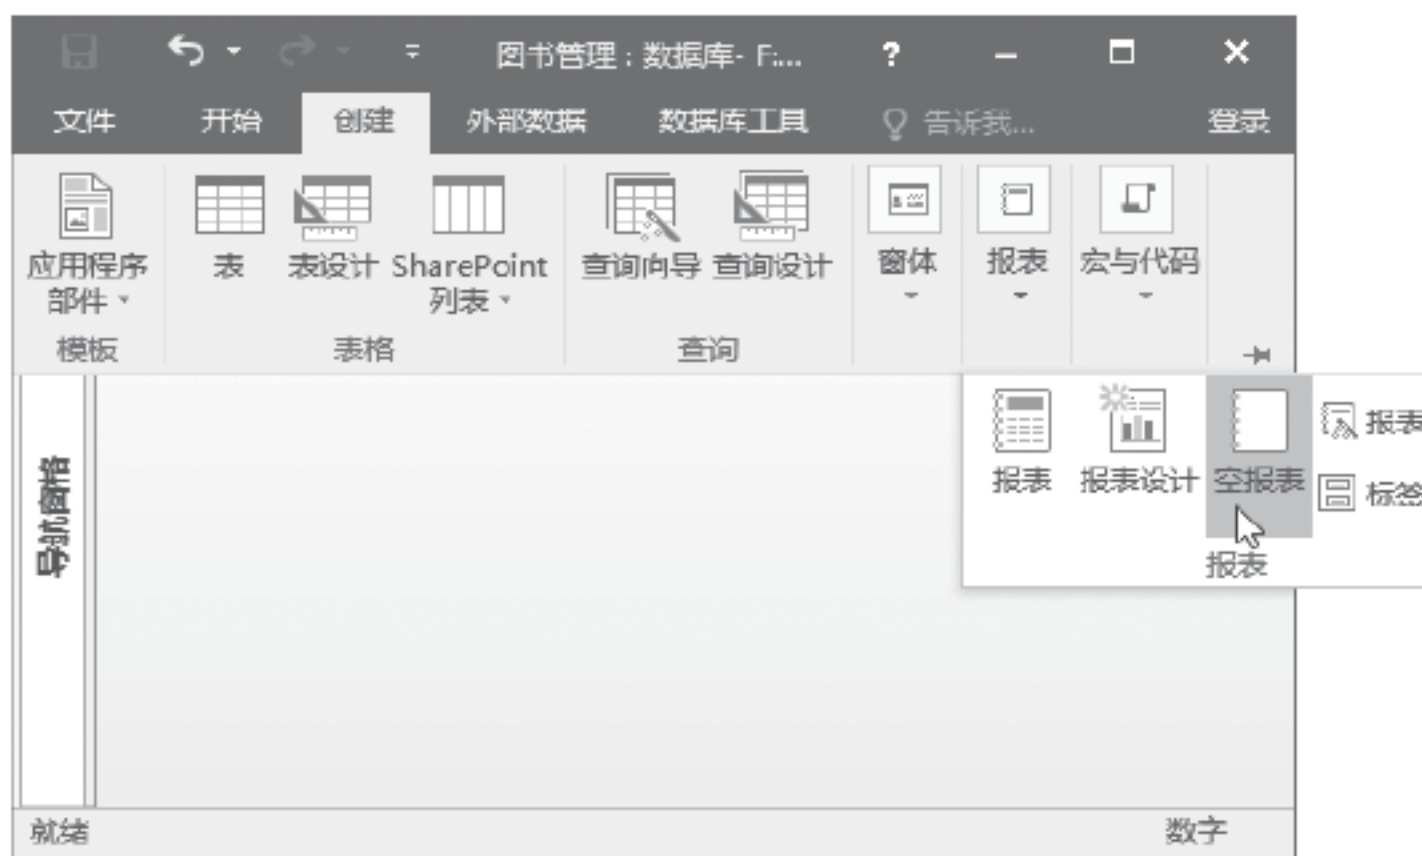 图书管理 : 数据库- F:... ?
文件 开始 创建 外部数据 数据库工具 告诉我... 登录
应用程序 表 表设计 SharePoint 查询向导 查询设计 窗体 报表 宏与代码
部件 列表
模板 表格 查询
报表 报表设计 空报表 报表
标签
报表
导航窗格
就绪 数字